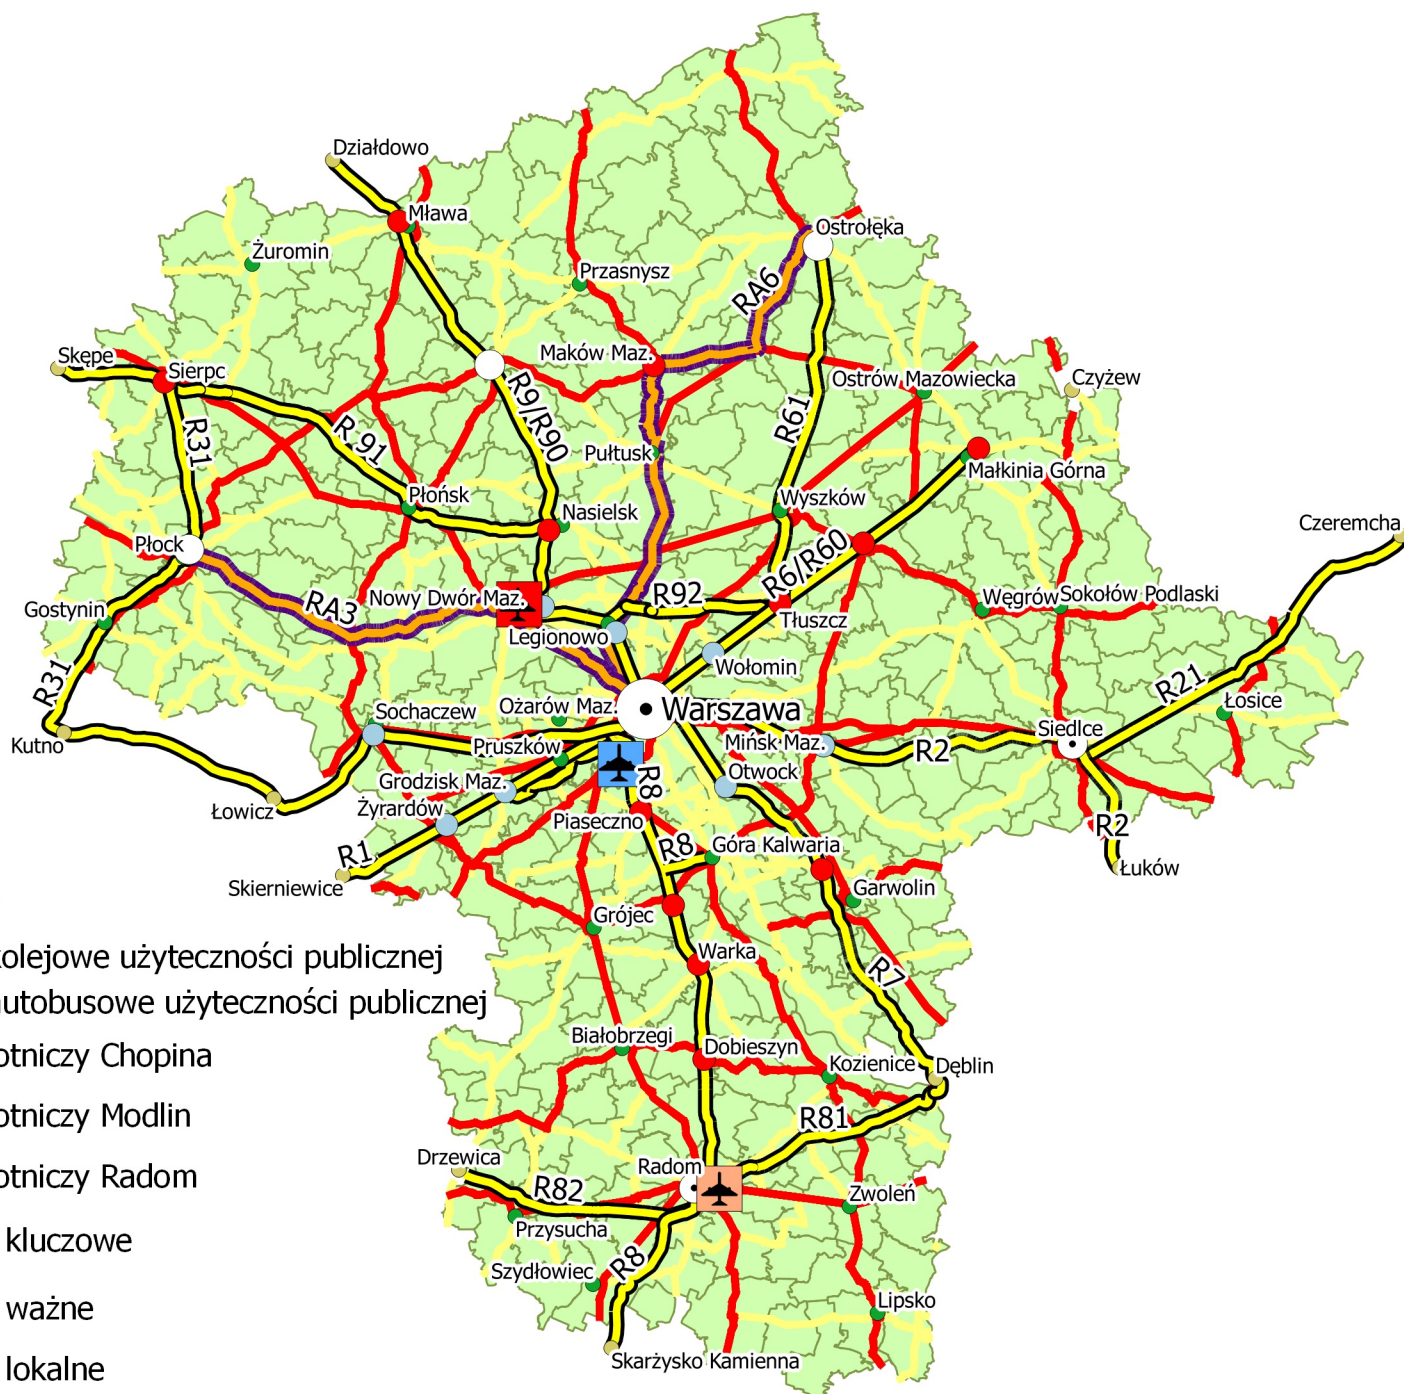 Działdowo
Mława
Ostrołęka
Żuromin
Przasnysz
RA6
Skępe
Sierpc
Maków Maz.
Ostrów Mazowiecka
Czyżew
R31
R 91
R9/R90
R61
Pułtusk
Małkinia Górna
Płońsk
Wyszków
Nasielsk
Czeremcha
Płock
R6/R60
RA3
Nowy Dwór Maz.
R92
Gostynin
Węgrów
Sokołów Podlaski
Legionowo
Tłuszcz
R31
Wołomin
R21
Łosice
Sochaczew
Ożarów Maz.
Warszawa
Siedlce
Kutno
Pruszków
Mińsk Maz.
R2
Grodzisk Maz.
R8
Otwock
Łowicz
Żyrardów
Piaseczno
R2
R1
R8
Góra Kalwaria
Łuków
Skierniewice
Garwolin
Grójec
Warka
kolejowe użyteczności publicznej
R7
autobusowe użyteczności publicznej
Białobrzegi
Dobieszyn
otniczy Chopina
Kozienice
Dęblin
otniczy Modlin
R81
Drzewica
Radom
otniczy Radom
R82
Zwoleń
Przysucha
kluczowe
Szydłowiec
R8
ważne
Lipsko
lokalne
Skarżysko Kamienna